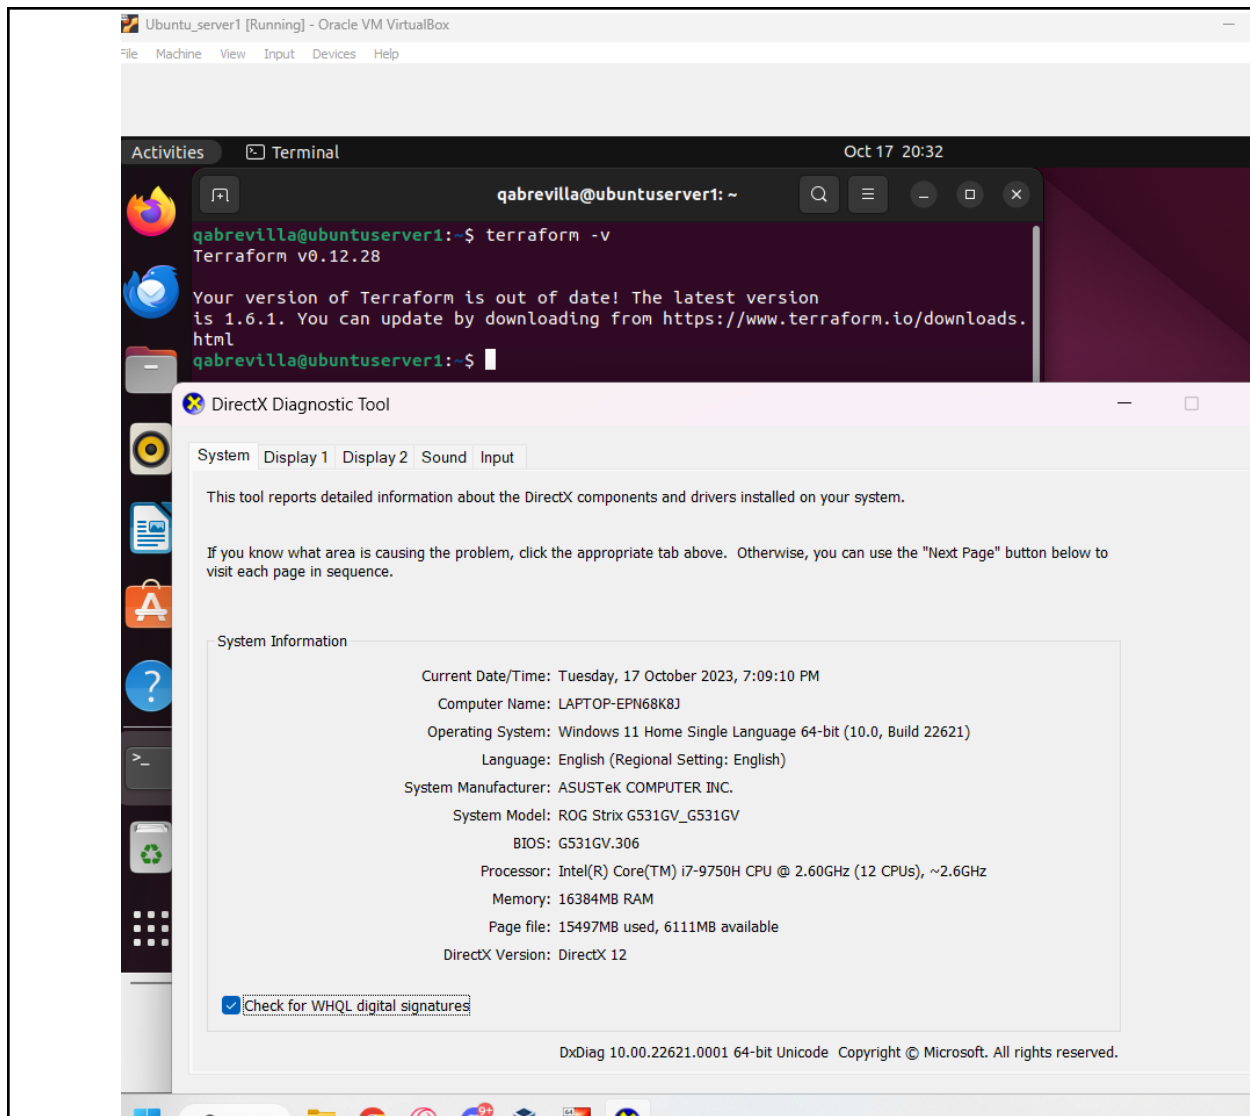 Ubuntu_server1 [Running] - Oracle VM VirtualBox
File Machine View Input Devices Help
Activities Terminal Oct 17 20:32
qabrevilla@ubuntuserver1: ~
qabrevilla@ubuntuserver1:~$ terraform -v
Terraform v0.12.28
Your version of Terraform is out of date! The latest version
is 1.6.1. You can update by downloading from https://www.terraform.io/downloads.
html
qabrevilla@ubuntuserver1:~$
DirectX Diagnostic Tool
System Display 1 Display 2 Sound Input
This tool reports detailed information about the DirectX components and drivers installed on your system.
If you know what area is causing the problem, click the appropriate tab above. Otherwise, you can use the "Next Page" button below to
visit each page in sequence.
System Information
Current Date/Time: Tuesday, 17 October 2023, 7:09:10 PM
Computer Name: LAPTOP-EPN68K8J
Operating System: Windows 11 Home Single Language 64-bit (10.0, Build 22621)
Language: English (Regional Setting: English)
System Manufacturer: ASUSTeK COMPUTER INC.
System Model: ROG Strix G531GV_G531GV
BIOS: G531GV.306
Processor: Intel(R) Core(TM) i7-9750H CPU @ 2.60GHz (12 CPUs), ~2.6GHz
Memory: 16384MB RAM
Page file: 15497MB used, 6111MB available
DirectX Version: DirectX 12
Check for WHQL digital signatures
DxDiag 10.00.22621.0001 64-bit Unicode Copyright © Microsoft. All rights reserved.
9+
64